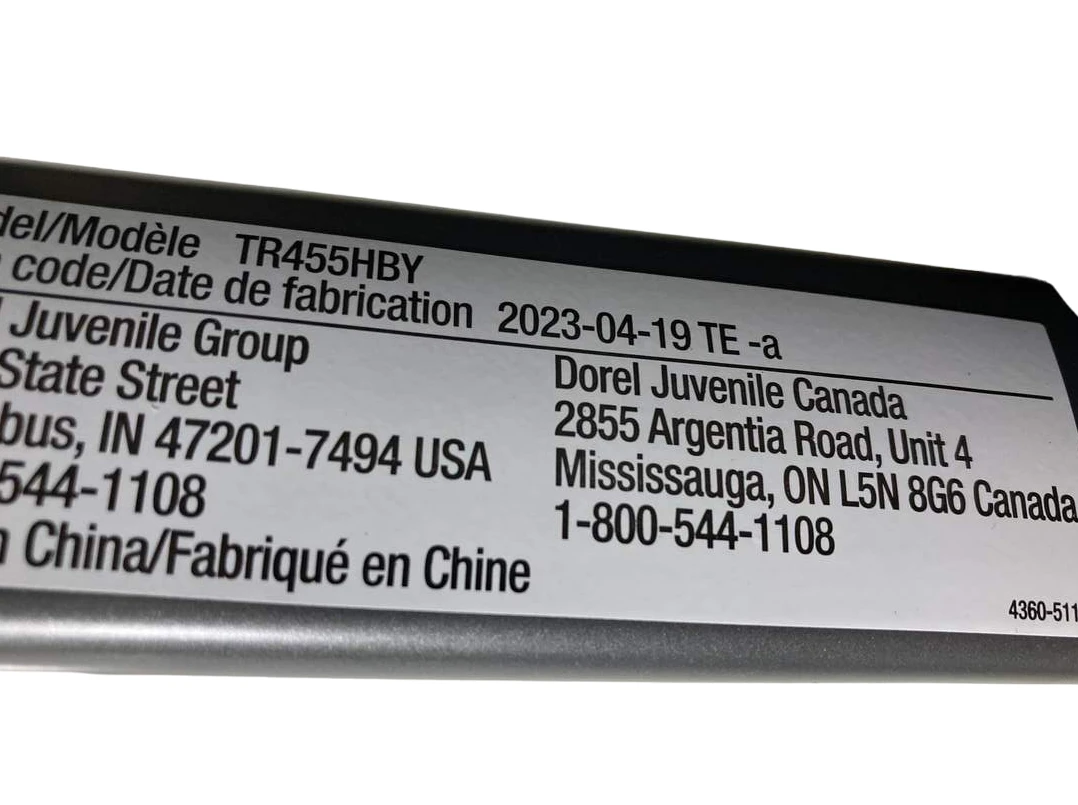 del/Modèle TR455HBY
code/Date de fabrication 2023-04-19 TE -a
Juvenile Group
State Street
bus, IN 47201-7494 USA
544-1108
China/Fabriqué en Chine
Dorel Juvenile Canada
2855 Argentia Road, Unit 4
Mississauga, ON L5N 8G6 Canada
1-800-544-1108
4360-511